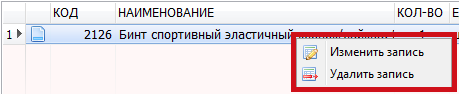 КОД НАИМЕНОВАНИЕ КОЛ-ВО Е
1 2126 Бинт спортивный эластичный
Изменить запись
Удалить запись